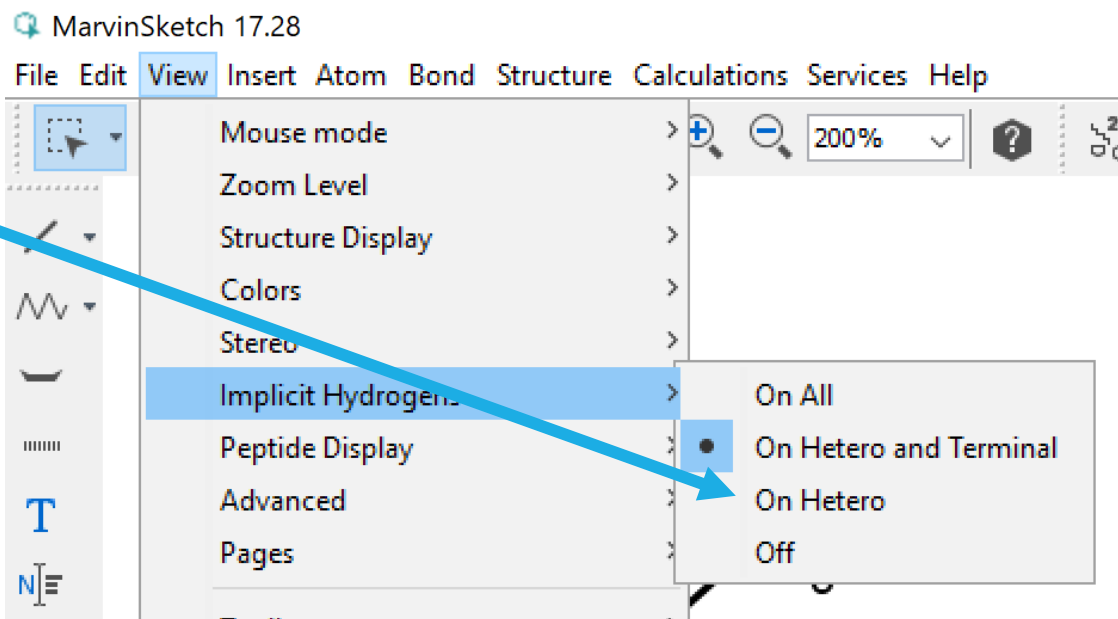 MarvinSketch 17.28
File Edit View Insert Atom Bond Structure Calculations Services Help
200%
Mouse mode
Zoom Level
Structure Display
Colors
Stereo
Implicit Hydrogens
Peptide Display
Advanced
Pages
On All
On Hetero and Terminal
On Hetero
Off
T
N